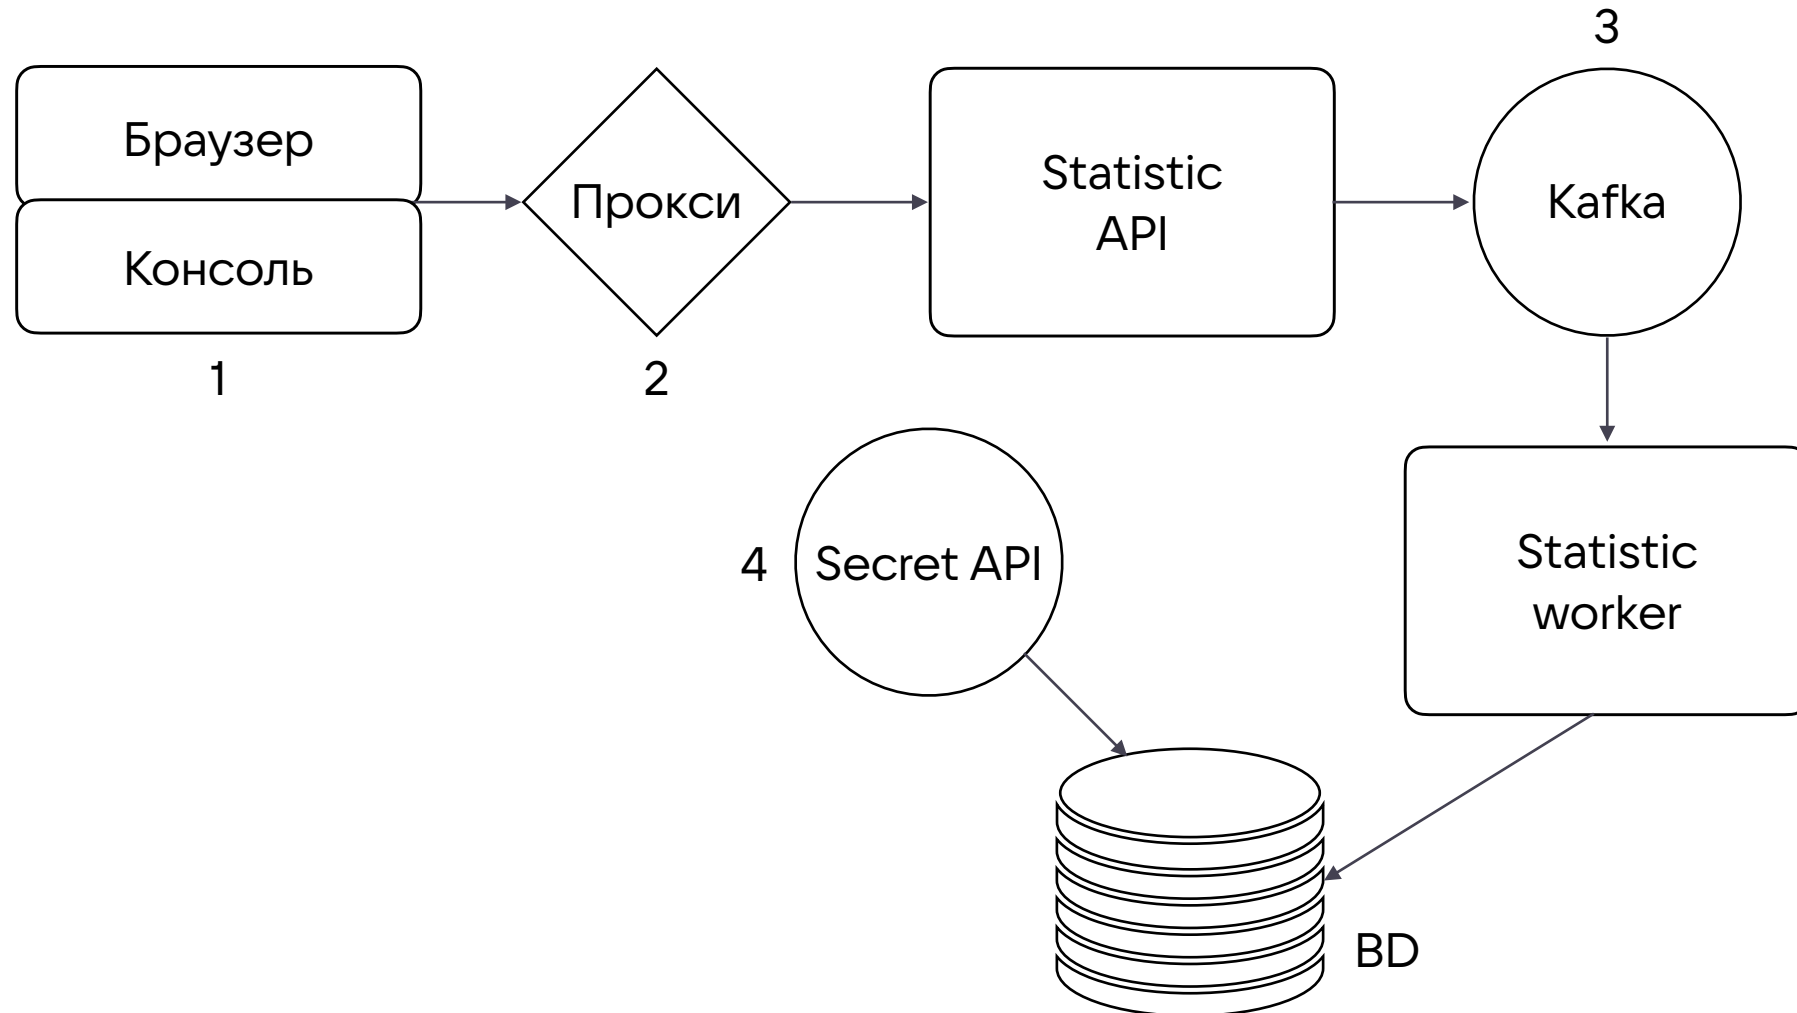 3
Браузер
Консоль
1
Прокси
2
Statistic
API
Kafka
4
Secret API
Statistic
worker
BD